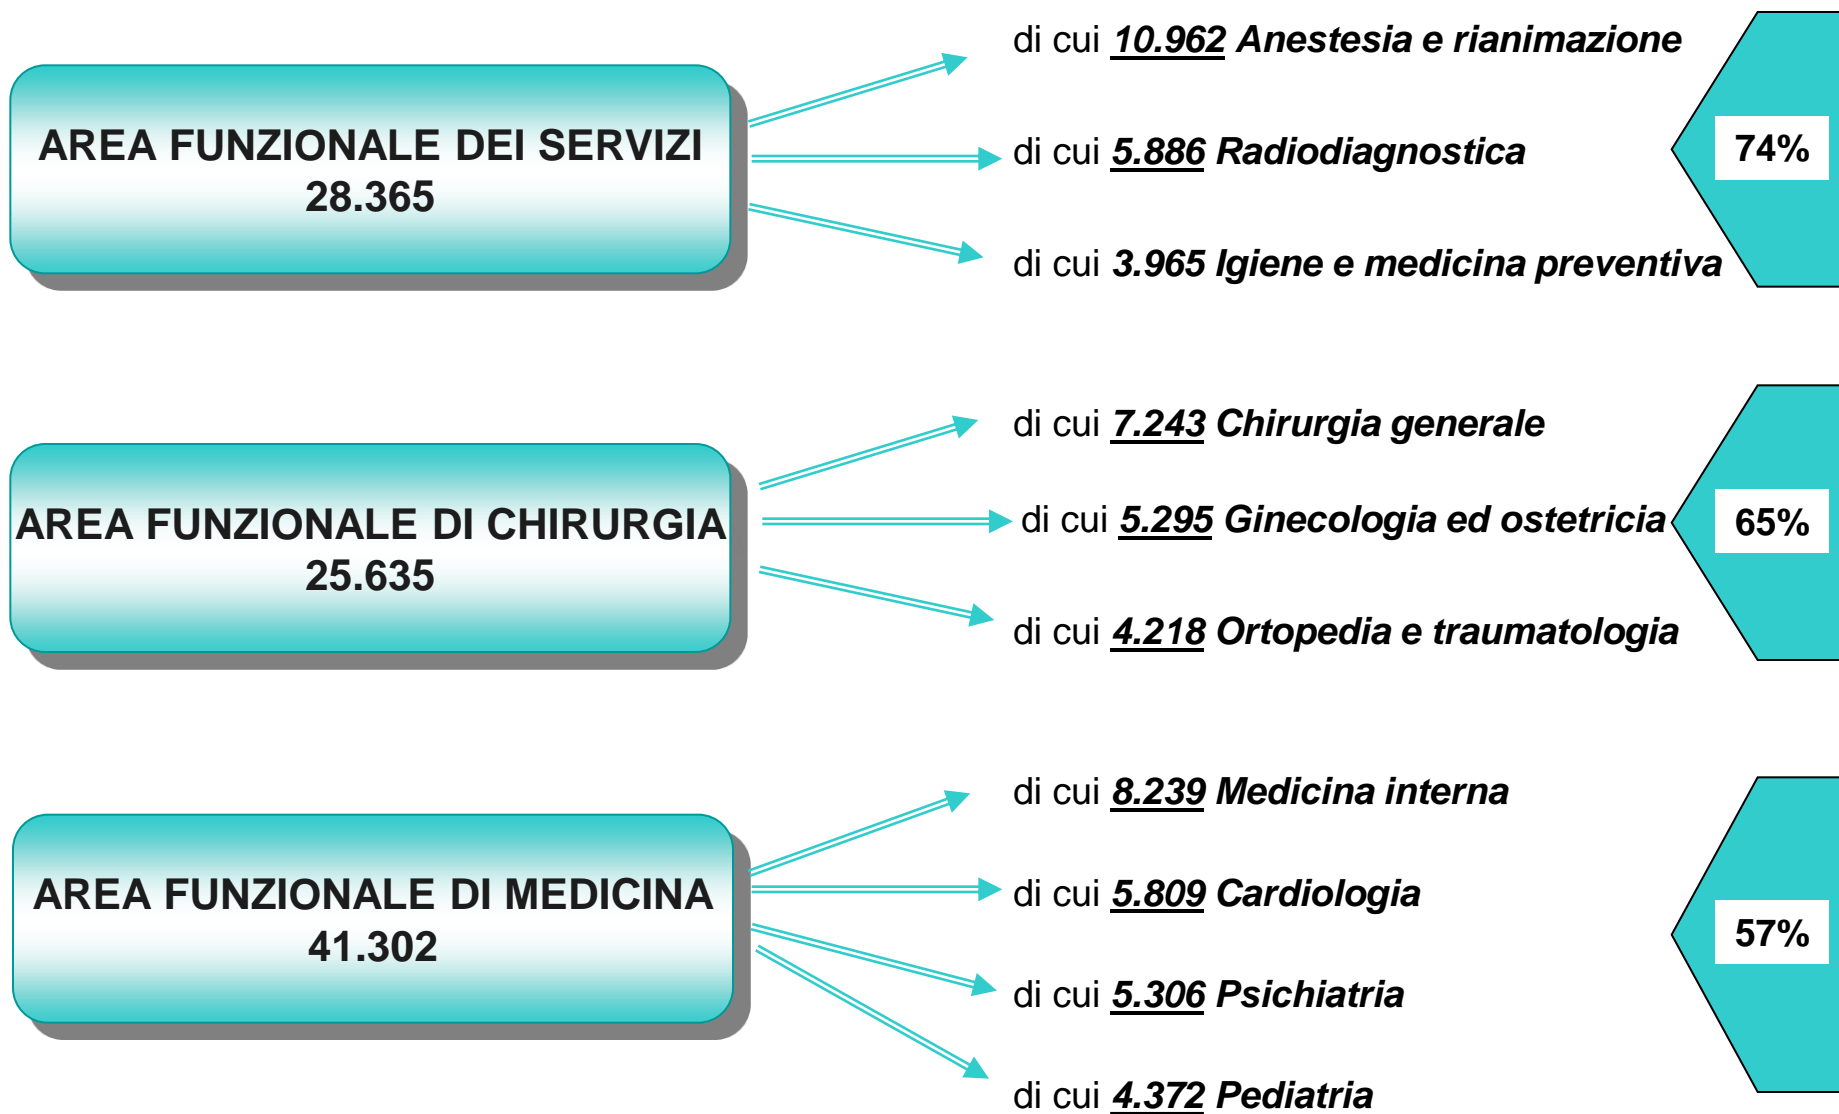 AREA FUNZIONALE DEI SERVIZI
28.365
di cui 10.962 Anestesia e rianimazione
di cui 5.886 Radiodiagnostica
di cui 3.965 Igiene e medicina preventiva
74%
AREA FUNZIONALE DI CHIRURGIA
25.635
di cui 7.243 Chirurgia generale
di cui 5.295 Ginecologia ed ostetricia
di cui 4.218 Ortopedia e traumatologia
65%
AREA FUNZIONALE DI MEDICINA
41.302
di cui 8.239 Medicina interna
di cui 5.809 Cardiologia
di cui 5.306 Psichiatria
di cui 4.372 Pediatria
57%